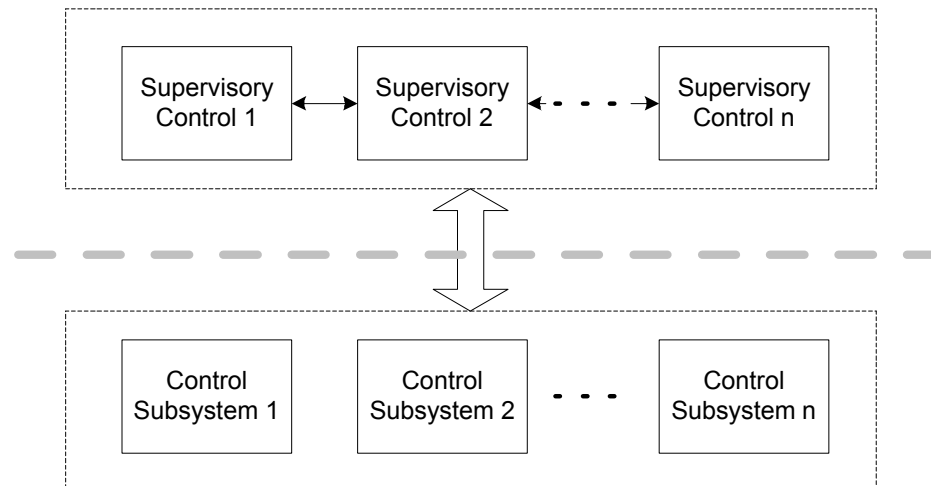 Supervisory
Control 1
Supervisory
Control 2
Supervisory
Control n
Control
Subsystem 1
Control
Subsystem 2
Control
Subsystem n